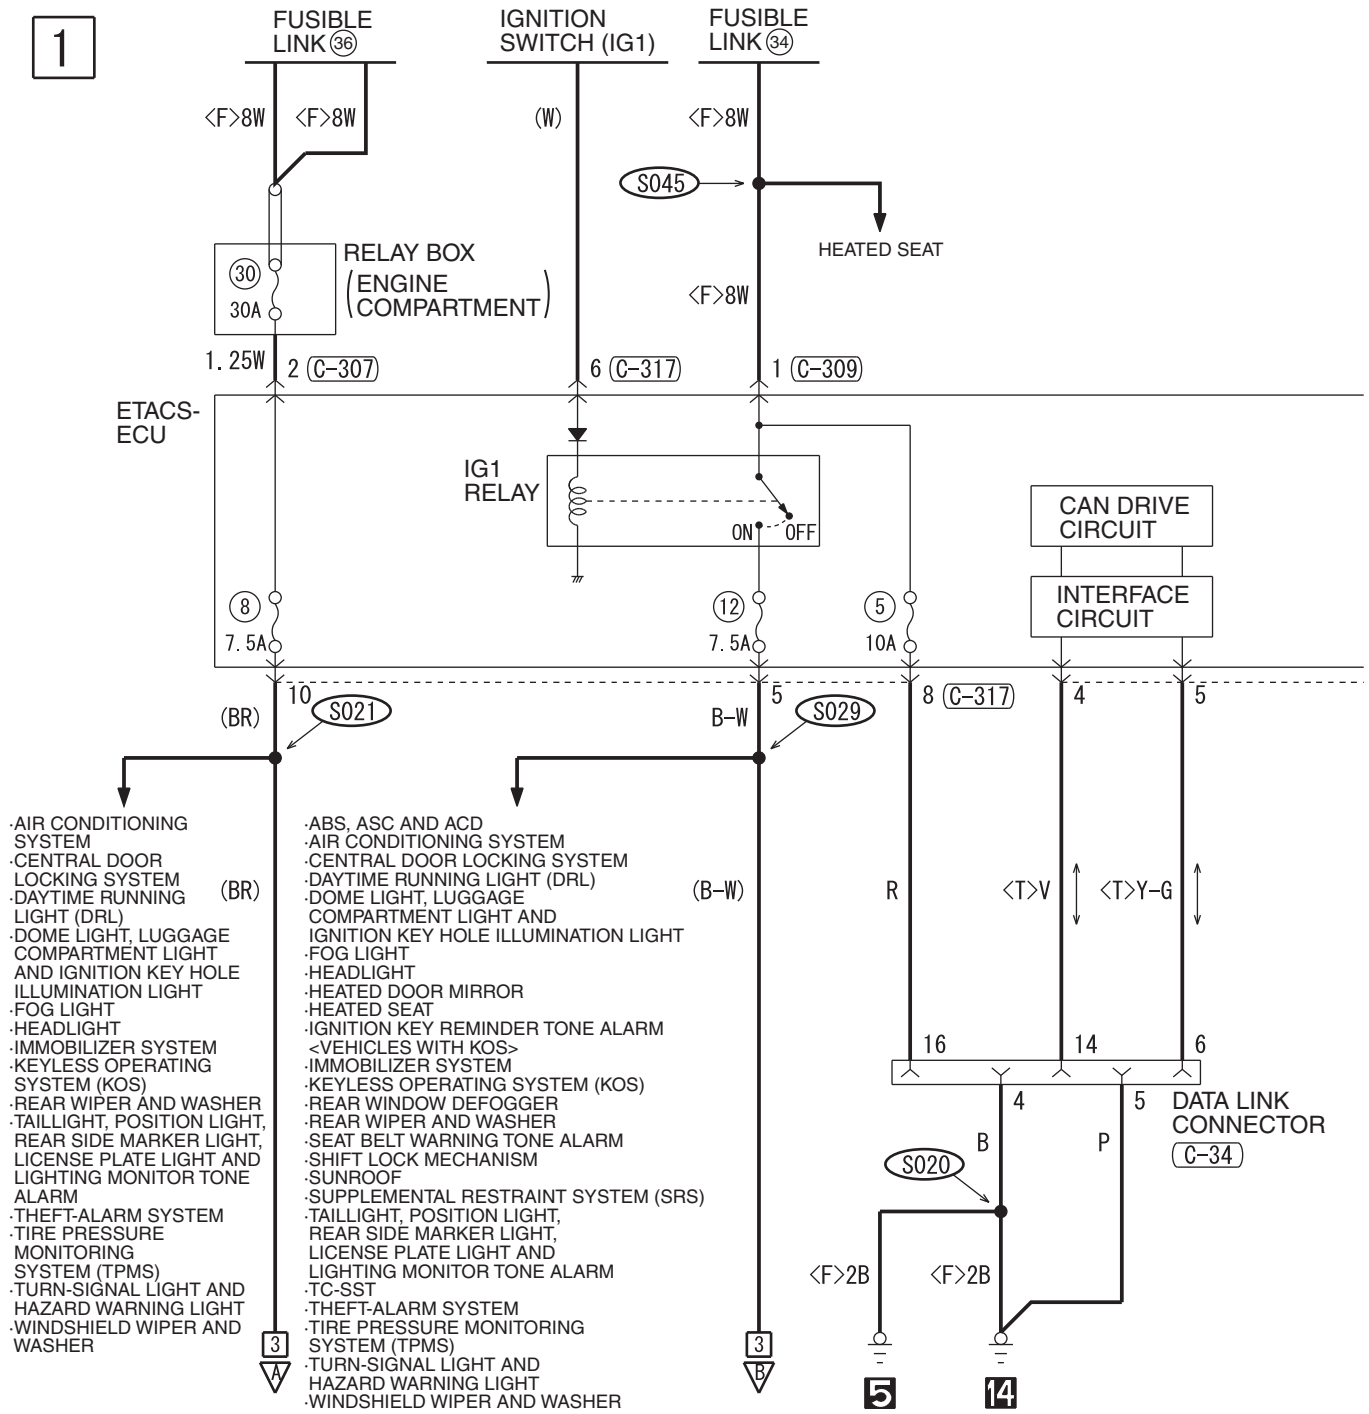 1
FUSIBLE
LINK 36
IGNITION
SWITCH (IG1)
FUSIBLE
LINK 34
<F>8W
<F>8W
(W)
<F>8W
S045
HEATED SEAT
30
30A
RELAY BOX
(ENGINE
COMPARTMENT)
<F>8W
1.25W
2 C-307
6 C-317
1 C-309
ETACS-
ECU
IG1
RELAY
ON
OFF
CAN DRIVE
CIRCUIT
INTERFACE
CIRCUIT
8
7.5A
12
7.5A
5
10A
10
5
8 C-317
4
5
(BR)
S021
B-W
S029
·AIR CONDITIONING
SYSTEM
·CENTRAL DOOR
LOCKING SYSTEM
·DAYTIME RUNNING
LIGHT (DRL)
·DOME LIGHT, LUGGAGE
COMPARTMENT LIGHT
AND IGNITION KEY HOLE
ILLUMINATION LIGHT
·FOG LIGHT
·HEADLIGHT
·IMMOBILIZER SYSTEM
·KEYLESS OPERATING
SYSTEM (KOS)
·REAR WIPER AND WASHER
·TAILLIGHT, POSITION LIGHT,
REAR SIDE MARKER LIGHT,
LICENSE PLATE LIGHT AND
LIGHTING MONITOR TONE
ALARM
·THEFT-ALARM SYSTEM
·TIRE PRESSURE
MONITORING
SYSTEM (TPMS)
·TURN-SIGNAL LIGHT AND
HAZARD WARNING LIGHT
·WINDSHIELD WIPER AND
WASHER
(BR)
·ABS, ASC AND ACD
·AIR CONDITIONING SYSTEM
·CENTRAL DOOR LOCKING SYSTEM
·DAYTIME RUNNING LIGHT (DRL)
·DOME LIGHT, LUGGAGE
COMPARTMENT LIGHT AND
IGNITION KEY HOLE ILLUMINATION LIGHT
·FOG LIGHT
·HEADLIGHT
·HEATED DOOR MIRROR
·HEATED SEAT
·IGNITION KEY REMINDER TONE ALARM
<VEHICLES WITH KOS>
·IMMOBILIZER SYSTEM
·KEYLESS OPERATING SYSTEM (KOS)
·REAR WINDOW DEFOGGER
·REAR WIPER AND WASHER
·SEAT BELT WARNING TONE ALARM
·SHIFT LOCK MECHANISM
·SUNROOF
·SUPPLEMENTAL RESTRAINT SYSTEM (SRS)
·TAILLIGHT, POSITION LIGHT,
REAR SIDE MARKER LIGHT,
LICENSE PLATE LIGHT AND
LIGHTING MONITOR TONE ALARM
·TC-SST
·THEFT-ALARM SYSTEM
·TIRE PRESSURE MONITORING
SYSTEM (TPMS)
·TURN-SIGNAL LIGHT AND
HAZARD WARNING LIGHT
·WINDSHIELD WIPER AND WASHER
(B-W)
R
<T>V
<T>Y-G
16
14
6
4
5
DATA LINK
CONNECTOR
C-34
B
P
S020
<F>2B
<F>2B
3
A
3
B
5
14